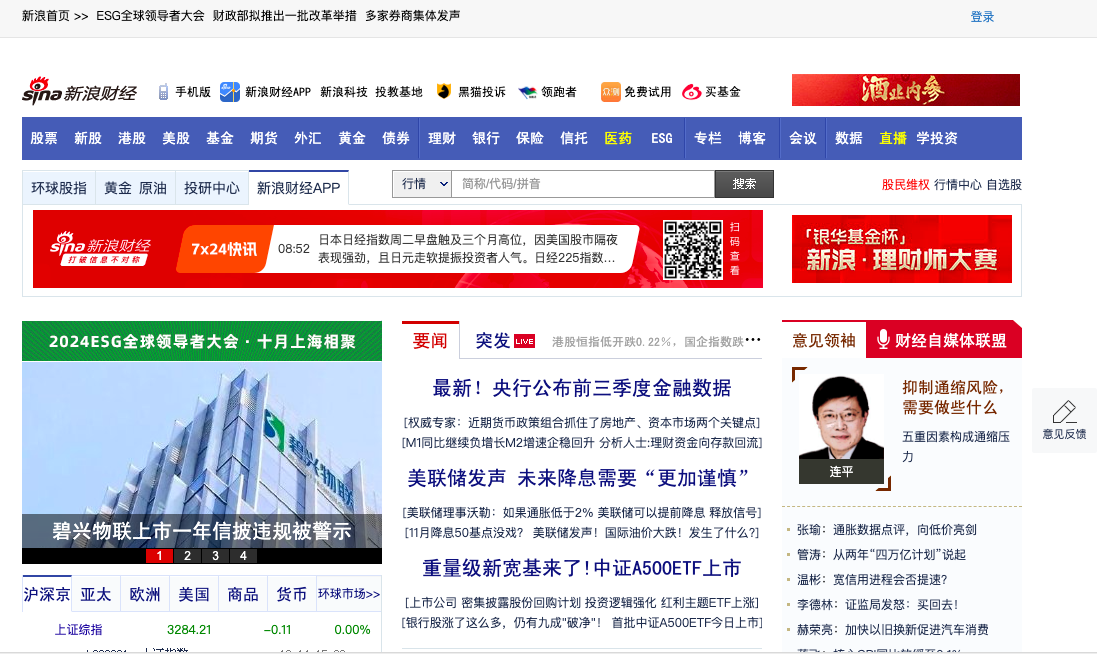 新浪首页 >> ESG全球领导者大会 财政部拟推出一批改革举措 多家券商集体发声
登录
sina新浪财经 手机版 新浪财经APP 新浪科技 投教基地 黑猫投诉 领跑者 众测 免费试用 买基金
酒业内参
股票 新股 港股 美股 基金 期货 外汇 黄金 债券 理财 银行 保险 信托 医药 ESG 专栏 博客 会议 数据 直播 学投资
环球股指 黄金 原油 投研中心 新浪财经APP
行情 简称/代码/拼音 搜索
股民维权 行情中心 自选股
sina新浪财经
打破信息不对称
7x24快讯 08:52
本日经指数周二早盘触及三个月高位，因美国股市隔夜
表现强劲，且日元走软提振投资者人气。日经225指数...
扫
码
查
看
「银华基金杯」
新浪·理财师大赛
2024ESG全球领导者大会·十月上海相聚
碧兴物联
碧兴物联上市一年信披违规被警示
1 2 3 4
沪深京 亚太 欧洲 美国 商品 货币 环球市场>>
上证综指 3284.21 -0.11 0.00%
要闻 突发 LIVE 港股恒指低开跌0.22%，国企指数跌...
最新！央行公布前三季度金融数据
[权威专家：近期货币政策组合抓住了房地产、资本市场两个关键点]
[M1同比继续负增长M2增速企稳回升 分析人士:理财资金向存款回流]
美联储发声 未来降息需要“更加谨慎”
[美联储理事沃勒：如果通胀低于2% 美联储可以提前降息 释放信号]
[11月降息50基点没戏？ 美联储发声！国际油价大跌！发生了什么?]
重量级新宽基来了!中证A500ETF上市
[上市公司 密集披露股份回购计划 投资逻辑强化 红利主题ETF上涨]
[银行股涨了这么多，仍有九成"破净"！ 首批中证A500ETF今日上市]
意见领袖 财经自媒体联盟
连平
抑制通缩风险，
需要做些什么
五重因素构成通缩压
力
张瑜：通胀数据点评，向低价亮剑
管涛：从两年“四万亿计划”说起
温彬：宽信用进程会否提速?
李德林：证监局发怒：买回去！
赫荣亮：加快以旧换新促进汽车消费
意见反馈